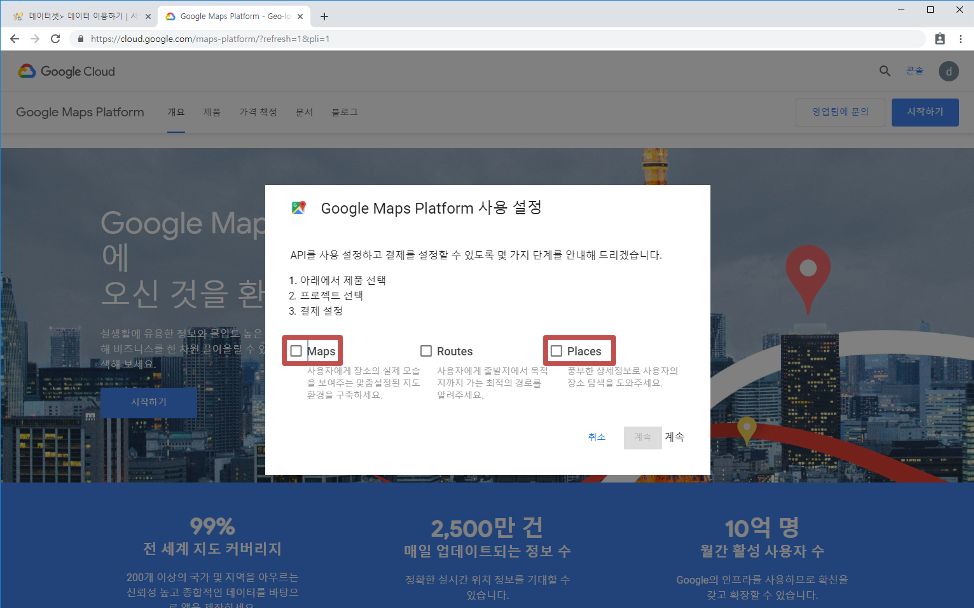 데이터셋> 데이터 이용하기 | 사
Google Maps Platform - Geo-lo
https://cloud.google.com/maps-platform/?refresh=1&pli=1
Google Cloud
콘솔
d
Google Maps Platform 개요 제품 가격 책정 문서 블로그
영업팀에 문의
시작하기
Google Maps Platform 사용 설정
Google Map
에
오신 것을 환
API를 사용 설정하고 결제를 설정할 수 있도록 몇 가지 단계를 안내해 드리겠습니다.
1. 아래에서 제품 선택
2. 프로젝트 선택
3. 결제 설정
실생활에 유용한 정보와 몰입도 높은
해 비즈니스를 한 차원 끌어올릴 수 있
색해 보세요.
시작하기
Maps
사용자에게 장소의 실제 모습
을 보여주는 맞춤설정된 지도
환경을 구축하세요.
Routes
사용자에게 출발지에서 목적
지까지 가는 최적의 경로를
알려주세요.
Places
풍부한 상세정보로 사용자의
장소 탐색을 도와주세요.
취소
계속
계속
99%
전 세계 지도 커버리지
200개 이상의 국가 및 지역을 아우르는
신뢰성 높고 종합적인 데이터를 바탕으
로 앱을 제작하세요.
2,500만 건
매일 업데이트되는 정보 수
정확한 실시간 위치 정보를 기대할 수
있습니다.
10억 명
월간 활성 사용자 수
Google의 인프라를 사용하므로 확신을
갖고 확장할 수 있습니다.